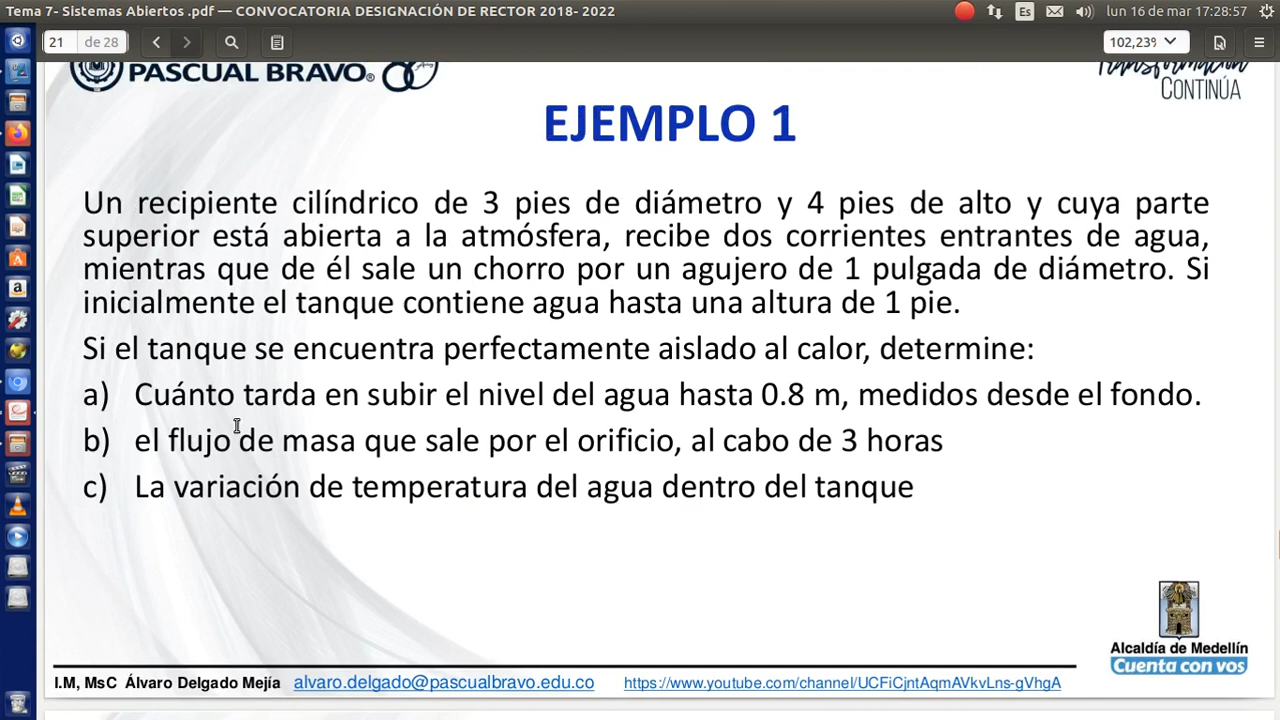 Tema 7- Sistemas Abiertos .pdf — CONVOCATORIA DESIGNACIÓN DE RECTOR 2018- 2022
Es
lun 16 de mar 17:28:57
21 de 28
102,23%
PASCUAL BRAVO®
CONTINÚA
EJEMPLO 1
Un recipiente cilíndrico de 3 pies de diámetro y 4 pies de alto y cuya parte
superior está abierta a la atmósfera, recibe dos corrientes entrantes de agua,
mientras que de él sale un chorro por un agujero de 1 pulgada de diámetro. Si
inicialmente el tanque contiene agua hasta una altura de 1 pie.
Si el tanque se encuentra perfectamente aislado al calor, determine:
a) Cuánto tarda en subir el nivel del agua hasta 0.8 m, medidos desde el fondo.
b) el flujo de masa que sale por el orificio, al cabo de 3 horas
c) La variación de temperatura del agua dentro del tanque
Alcaldía de Medellín
Cuenta con vos
I.M, MsC Álvaro Delgado Mejía alvaro.delgado@pascualbravo.edu.co https://www.youtube.com/channel/UCFiCjntAqmAVkvLns-gVhgA